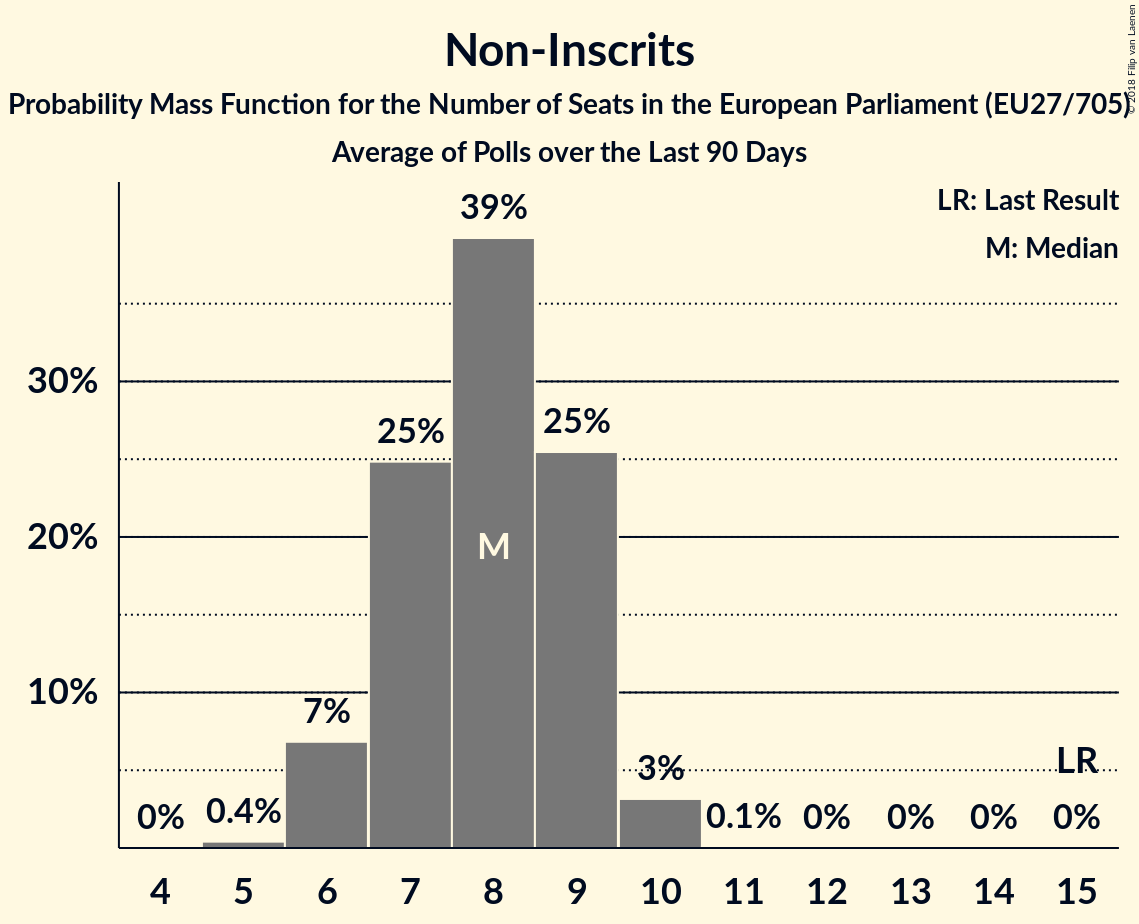 Non-Inscrits
Probability Mass Function for the Number of Seats in the European Parliament (EU27/705)
Average of Polls over the Last 90 Days
© 2018 Filip van Laenen
LR: Last Result
M: Median
39%
30%
25%
25%
20%
M
10%
7%
3%
LR
0%
0.4%
0.1%
0%
0%
0%
0%
4 5 6 7 8 9 10 11 12 13 14 15